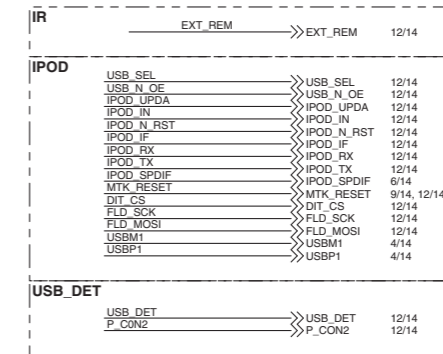 IR
EXT_REM EXT_REM 12/14
IPOD
USB_SEL USB_SEL 12/14
USB_N_OE USB_N_OE 12/14
IPOD_UPDA IPOD_UPDA 12/14
IPOD_IN IPOD_IN 12/14
IPOD_N_RST IPOD_N_RST 12/14
IPOD_IF IPOD_IF 12/14
IPOD_RX IPOD_RX 12/14
IPOD_TX IPOD_TX 12/14
IPOD_SPDIF IPOD_SPDIF 6/14
MTK_RESET MTK_RESET 9/14, 12/14
DIT_CS DIT_CS 12/14
FLD_SCK FLD_SCK 12/14
FLD_MOSI FLD_MOSI 12/14
USBM1 USBM1 4/14
USBP1 USBP1 4/14
USB_DET
USB_DET USB_DET 12/14
P_C0N2 P_CON2 12/14